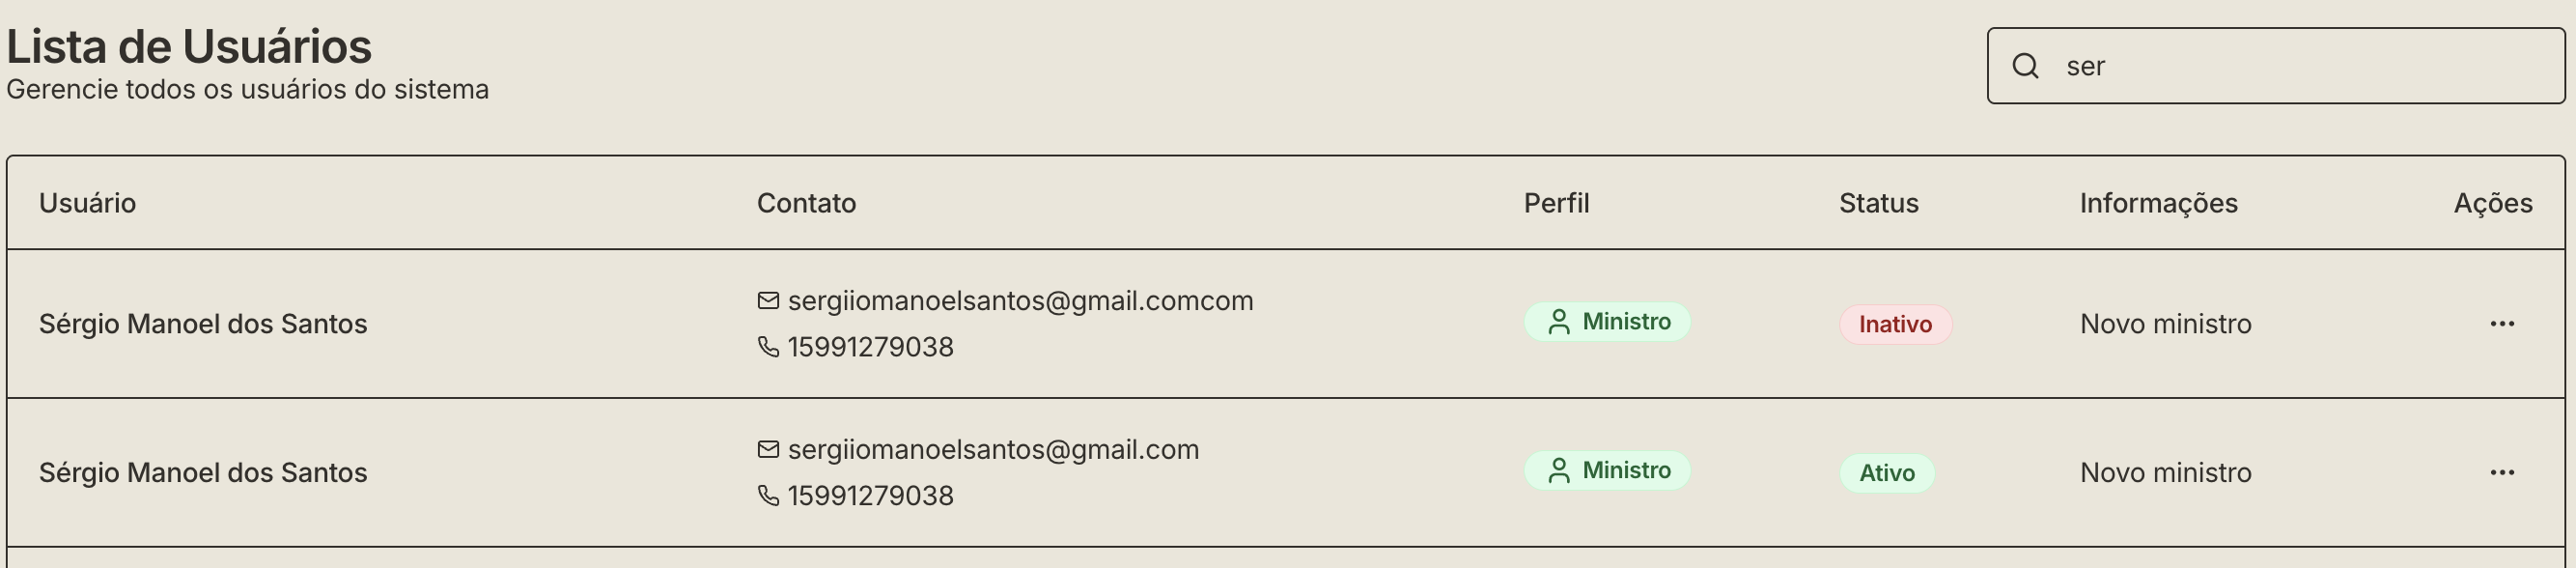 Lista de Usuários
Gerencie todos os usuários do sistema
ser
Usuário Contato Perfil Status Informações Ações
sergiiomanoelsantos@gmail.comcom
Sérgio Manoel dos Santos Ministro Inativo Novo ministro
15991279038
sergiiomanoelsantos@gmail.com
Sérgio Manoel dos Santos Ministro Ativo Novo ministro
15991279038